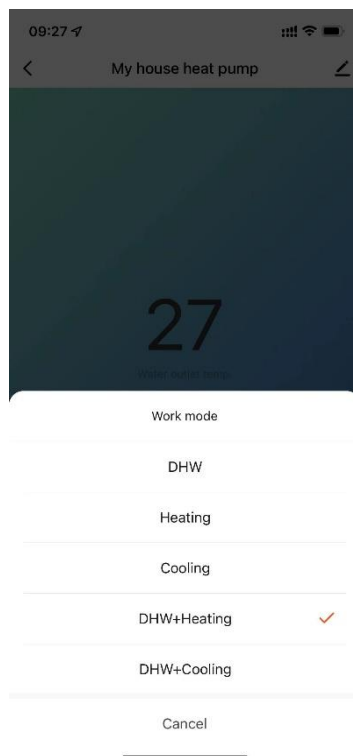 09:27
My house heat pump
27
Water outlet temp.
Work mode
DHW
Heating
Cooling
DHW+Heating
DHW+Cooling
Cancel